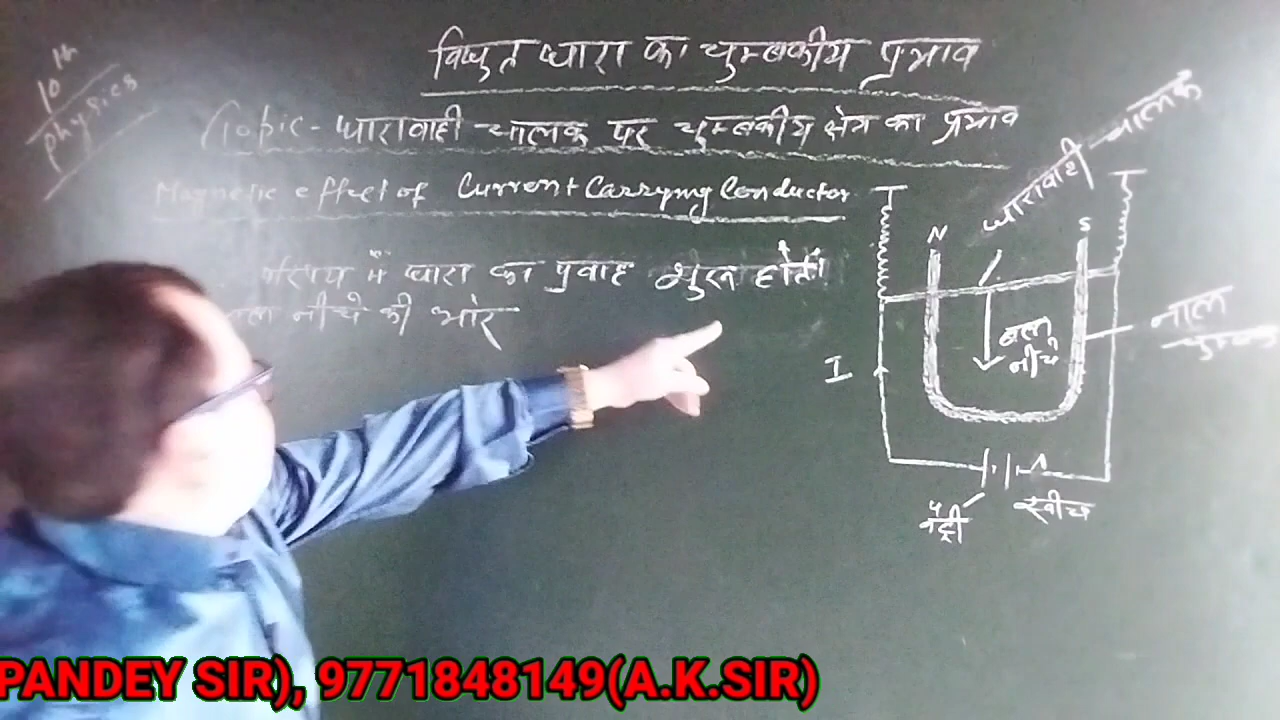 10th
physics
विधुत धारा का चुम्बकीय प्रभाव
Topic - धारावाही चालक पर चुम्बकीय क्षेत्र का प्रभाव
Magnetic effect of Current Carrying Conductor
में धारा का प्रवाह शुरू होते
नीचे की ओर
धारावाही चालक
N
S
बल
नीचे
नाल
चुम्बक
I
स्वीच
PANDEY SIR), 9771848149(A.K.SIR)